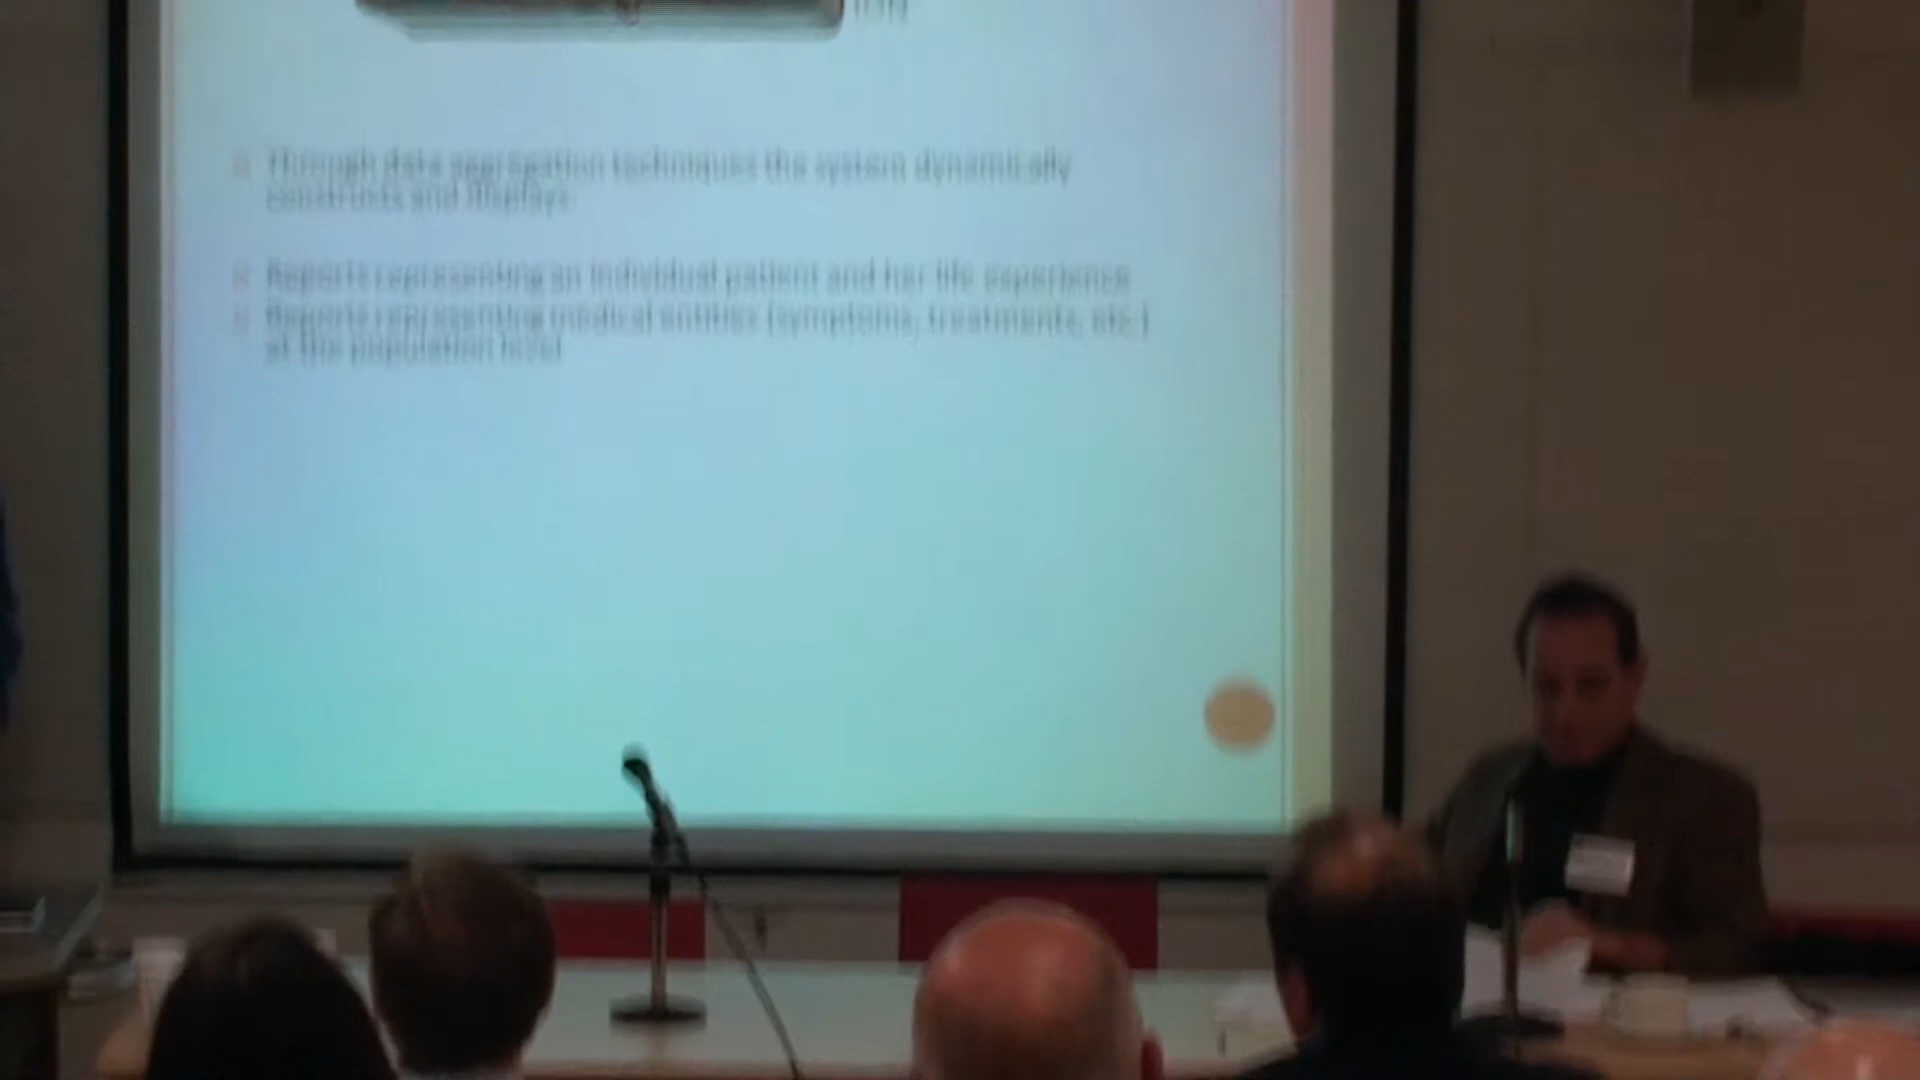 Through data aggregation techniques the system dynamically
constructs and displays:
Reports representing an individual patient and her life experience
Reports representing medical entities (symptoms, treatments, etc.)
at the population level